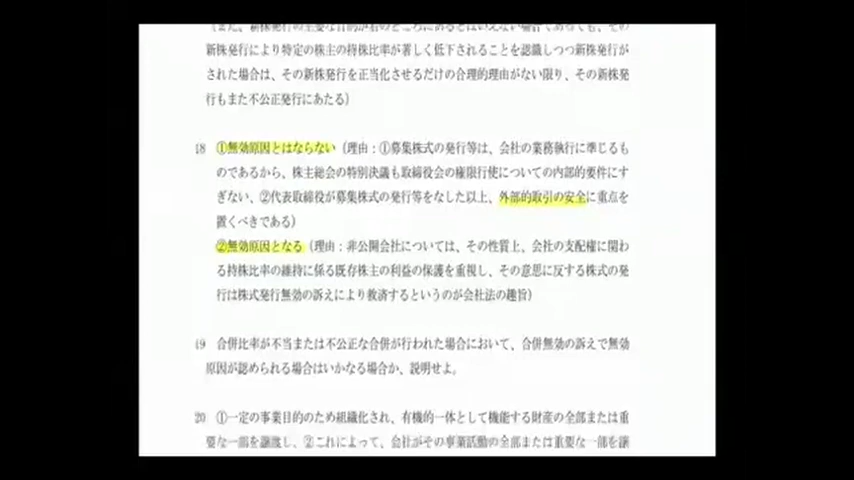 新株発行により特定の株主の持株比率が著しく低下されることを認識しつつ新株発行が
された場合は、その新株発行を正当化させるだけの合理的理由がない限り、その新株発
行もまた不公正発行にあたる）
18 ①無効原因とはならない（理由：①募集株式の発行等は、会社の業務執行に準じるも
のであるから、株主総会の特別決議も取締役会の権限行使についての内部的要件にす
ぎない、②代表取締役が募集株式の発行等をなした以上、外部的取引の安全に重点を
置くべきである）
②無効原因となる（理由：非公開会社については、その性質上、会社の支配権に関わ
る持株比率の維持に係る既存株主の利益の保護を重視し、その意思に反する株式の発
行は株式発行無効の訴えにより救済するというのが会社法の趣旨）
19 合併比率が不当または不公正な合併が行われた場合において、合併無効の訴えで無効
原因が認められる場合はいかなる場合か、説明せよ。
20 ①一定の事業目的のため組織化され、有機的一体として機能する財産の全部または重
要な一部を譲渡し、②これによって、会社がその事業活動の全部または重要な一部を譲